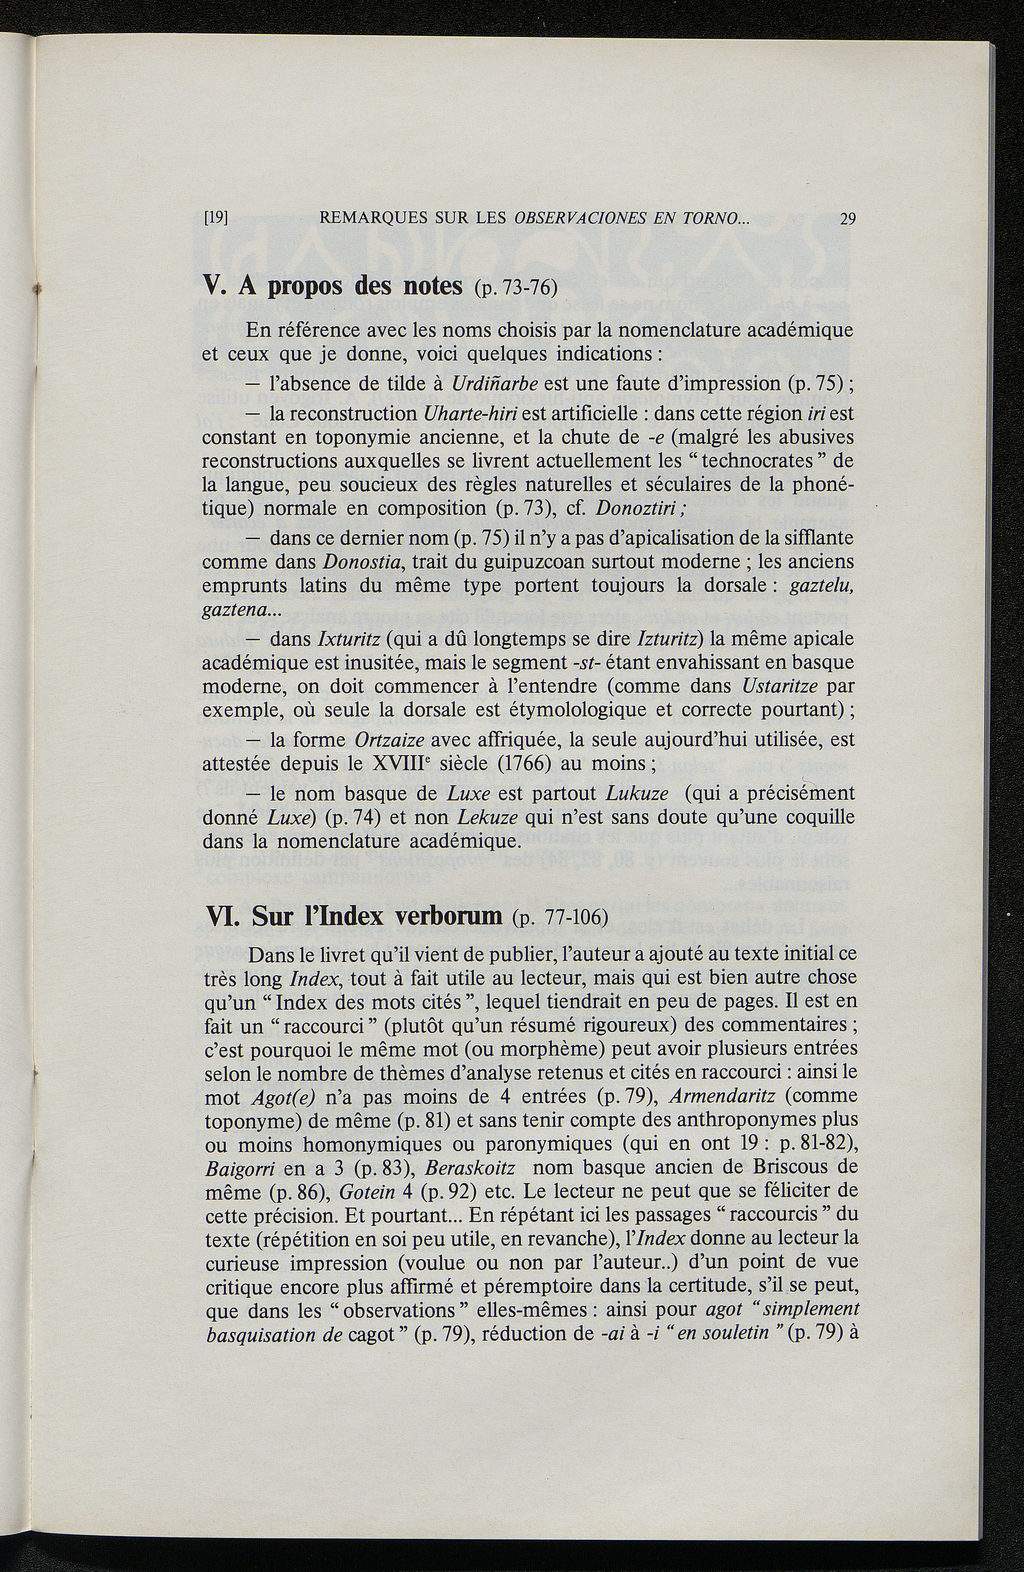 [19] REMARQUES SUR LES OBSERVACIONES EN TORNO... 29
V. A propos des notes (p. 73-76)
En référence avec les noms choisis par la nomenclature académique
et ceux que je donne, voici quelques indications :
— l'absence de tilde à Urdiñarbe est une faute d'impression (p. 75) ;
— la reconstruction Uharte-hiri est artificielle : dans cette région iri est
constant en toponymie ancienne, et la chute de -e (malgré les abusives
reconstructions auxquelles se livrent actuellement les “ technocrates ” de
la langue, peu soucieux des règles naturelles et séculaires de la phoné-
tique) normale en composition (p. 73), cf. Donoztiri ;
— dans ce dernier nom (p. 75) il n'y a pas d'apicalisation de la sifflante
comme dans Donostia, trait du guipuzcoan surtout moderne ; les anciens
emprunts latins du même type portent toujours la dorsale : gaztelu,
gaztena...
— dans Ixturitz (qui a dû longtemps se dire Izturitz) la même apicale
académique est inusitée, mais le segment -st- étant envahissant en basque
moderne, on doit commencer à l'entendre (comme dans Ustaritze par
exemple, où seule la dorsale est étymolologique et correcte pourtant) ;
— la forme Ortzaize avec affriquée, la seule aujourd'hui utilisée, est
attestée depuis le XVIIIe siècle (1766) au moins ;
— le nom basque de Luxe est partout Lukuze (qui a précisément
donné Luxe) (p. 74) et non Lekuze qui n'est sans doute qu'une coquille
dans la nomenclature académique.
VI. Sur l'Index verborum (p. 77-106)
Dans le livret qu'il vient de publier, l'auteur a ajouté au texte initial ce
très long Index, tout à fait utile au lecteur, mais qui est bien autre chose
qu'un “ Index des mots cités ”, lequel tiendrait en peu de pages. Il est en
fait un “ raccourci ” (plutôt qu'un résumé rigoureux) des commentaires ;
c'est pourquoi le même mot (ou morphème) peut avoir plusieurs entrées
selon le nombre de thèmes d'analyse retenus et cités en raccourci : ainsi le
mot Agot(e) n'a pas moins de 4 entrées (p. 79), Armendaritz (comme
toponyme) de même (p. 81) et sans tenir compte des anthroponymes plus
ou moins homonymiques ou paronymiques (qui en ont 19 : p. 81-82),
Baigorri en a 3 (p. 83), Beraskoitz nom basque ancien de Briscous de
même (p. 86), Gotein 4 (p. 92) etc. Le lecteur ne peut que se féliciter de
cette précision. Et pourtant... En répétant ici les passages “ raccourcis ” du
texte (répétition en soi peu utile, en revanche), l'Index donne au lecteur la
curieuse impression (voulue ou non par l'auteur..) d'un point de vue
critique encore plus affirmé et péremptoire dans la certitude, s'il se peut,
que dans les “ observations ” elles-mêmes : ainsi pour agot “ simplement
basquisation de cagot ” (p. 79), réduction de -ai à -i “ en souletin ” (p. 79) à